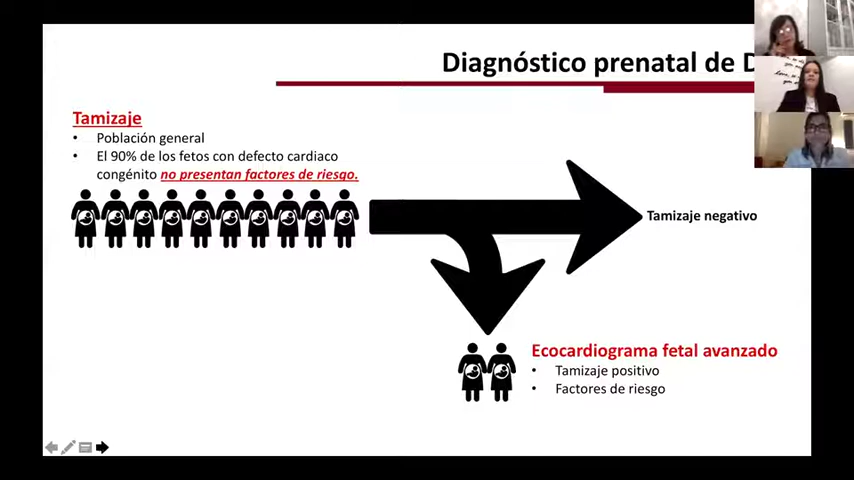 Diagnóstico prenatal de
Tamizaje
• Población general
• El 90% de los fetos con defecto cardiaco
congénito no presentan factores de riesgo.
Tamizaje negativo
Ecocardiograma fetal avanzado
• Tamizaje positivo
• Factores de riesgo